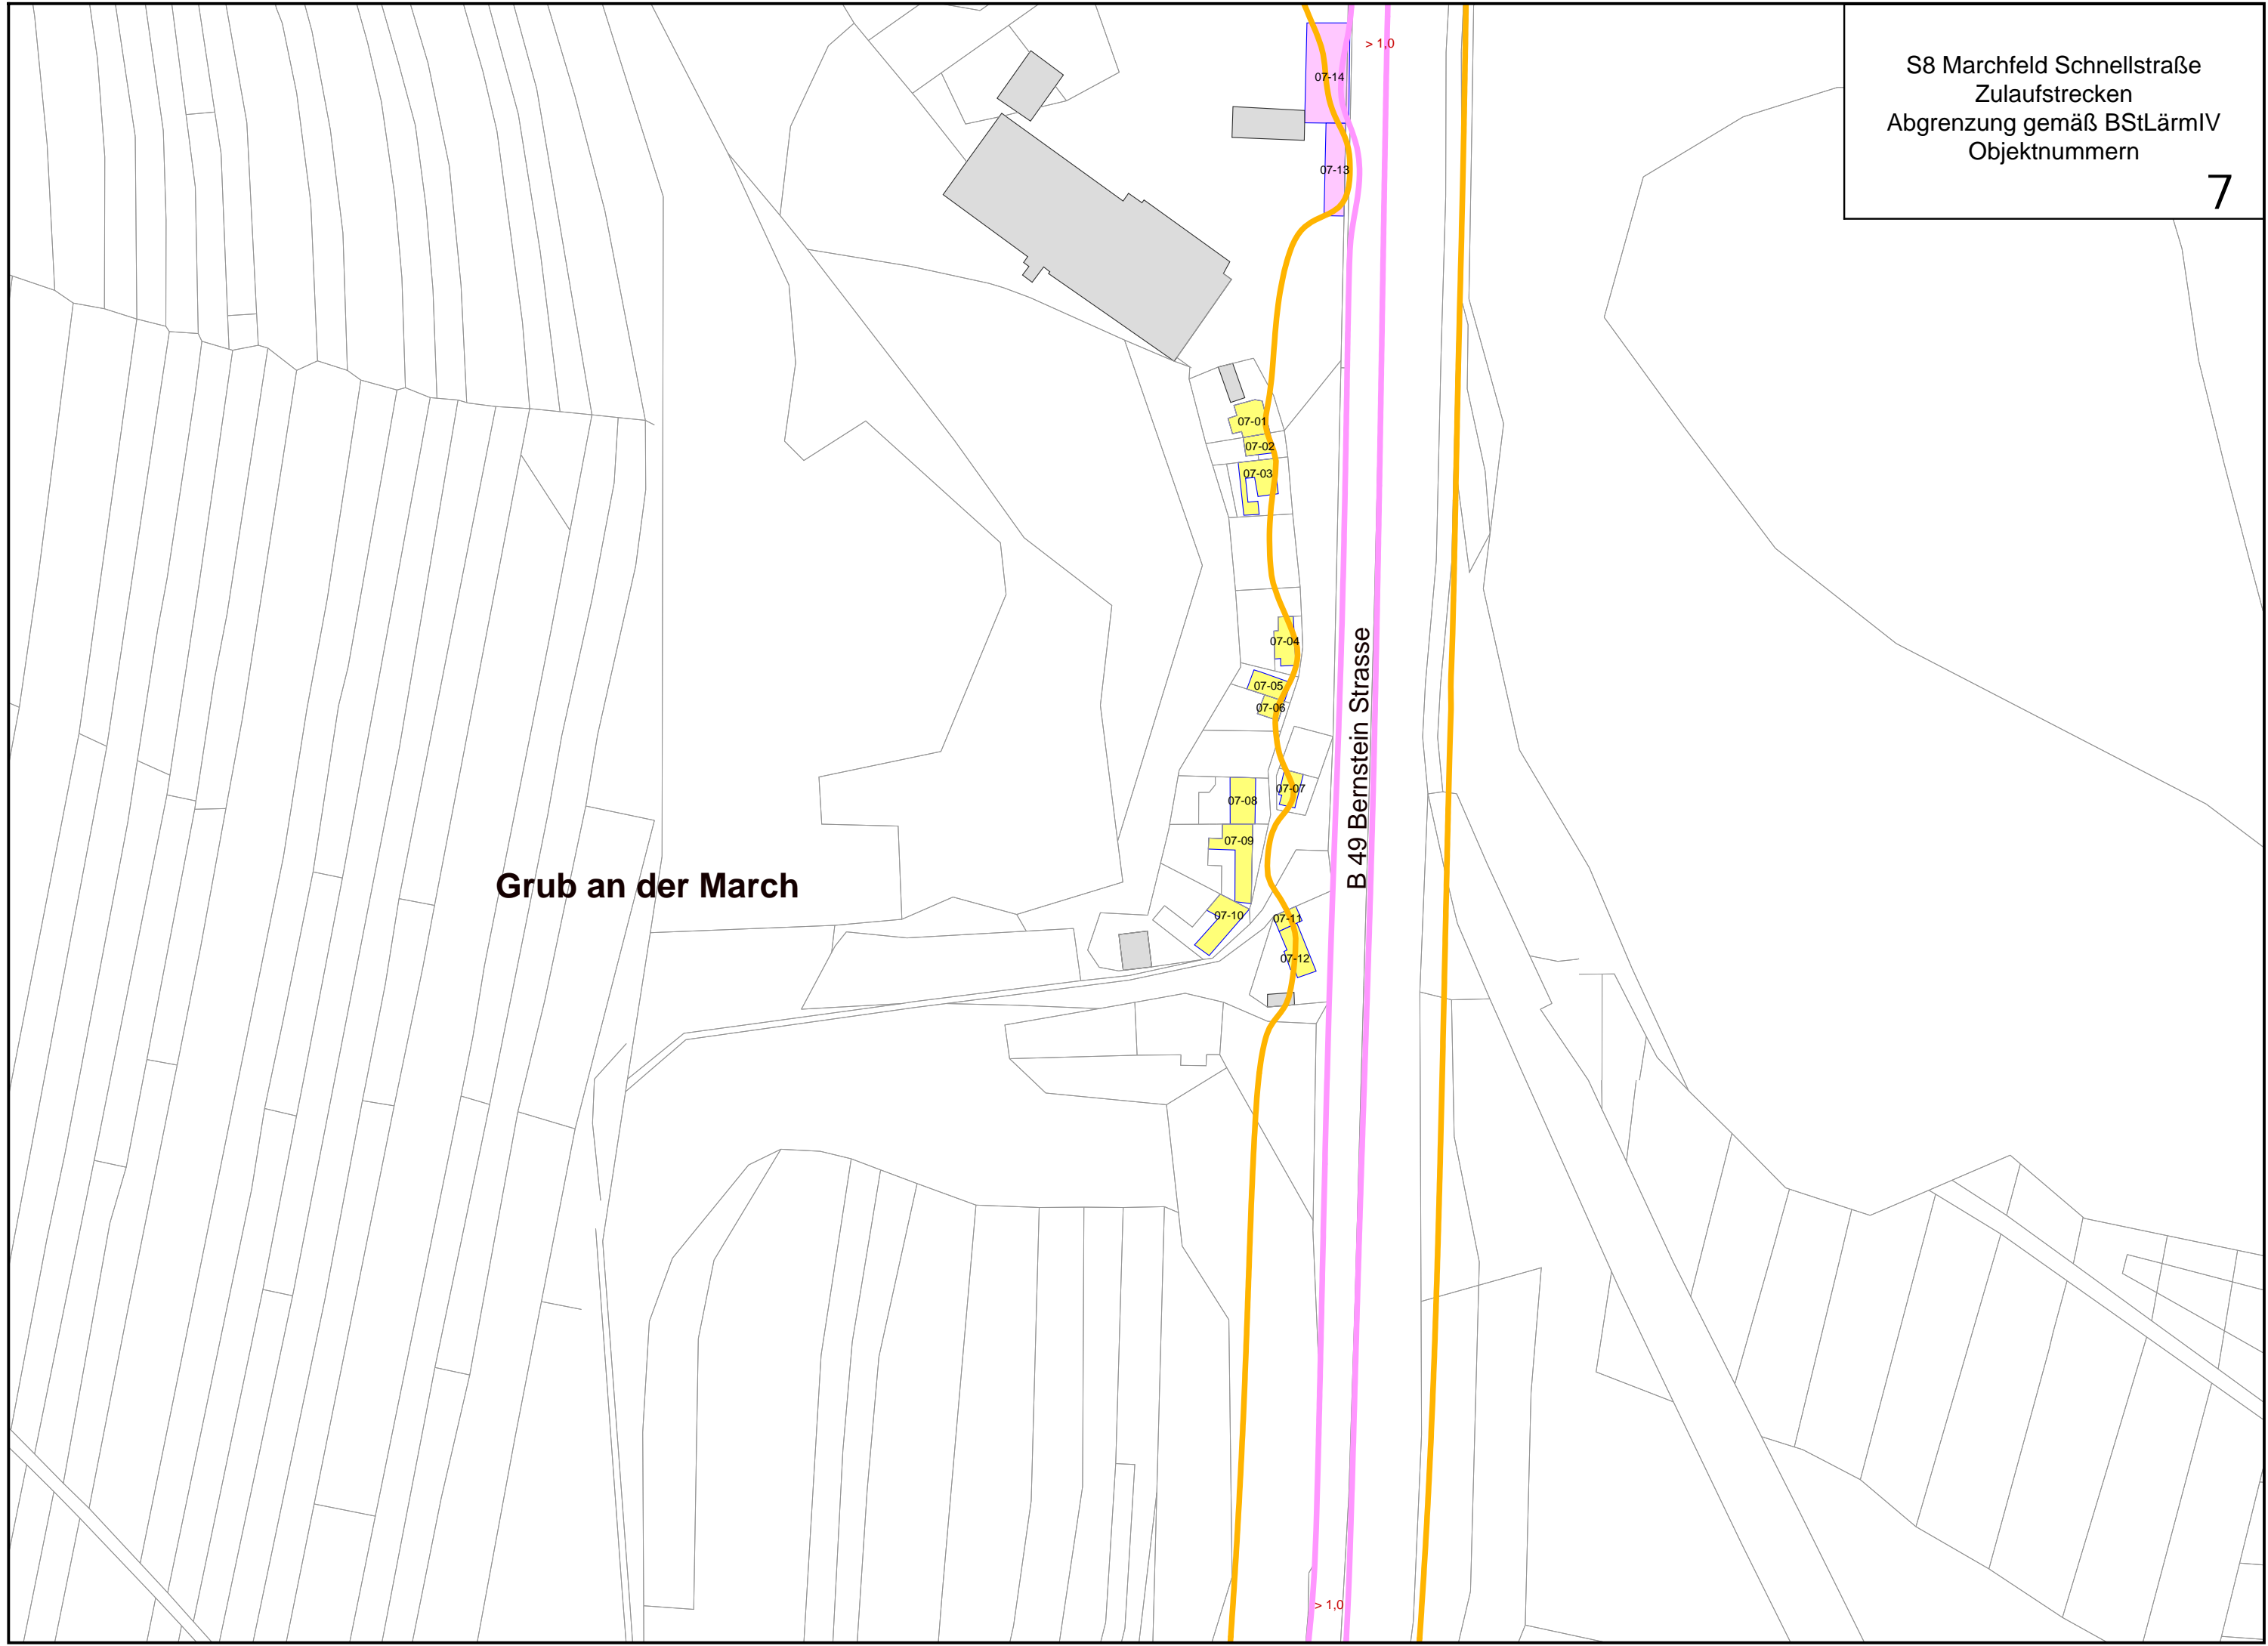 S8 Marchfeld Schnellstraße
Zulaufstrecken
Abgrenzung gemäß BStLärmIV
Objektnummern
7
> 1,0
07-14
07-13
07-01
07-02
07-03
07-04
07-05
07-06
07-07
07-08
07-09
07-10
07-11
07-12
B 49 Bernstein Strasse
Grub an der March
> 1,0